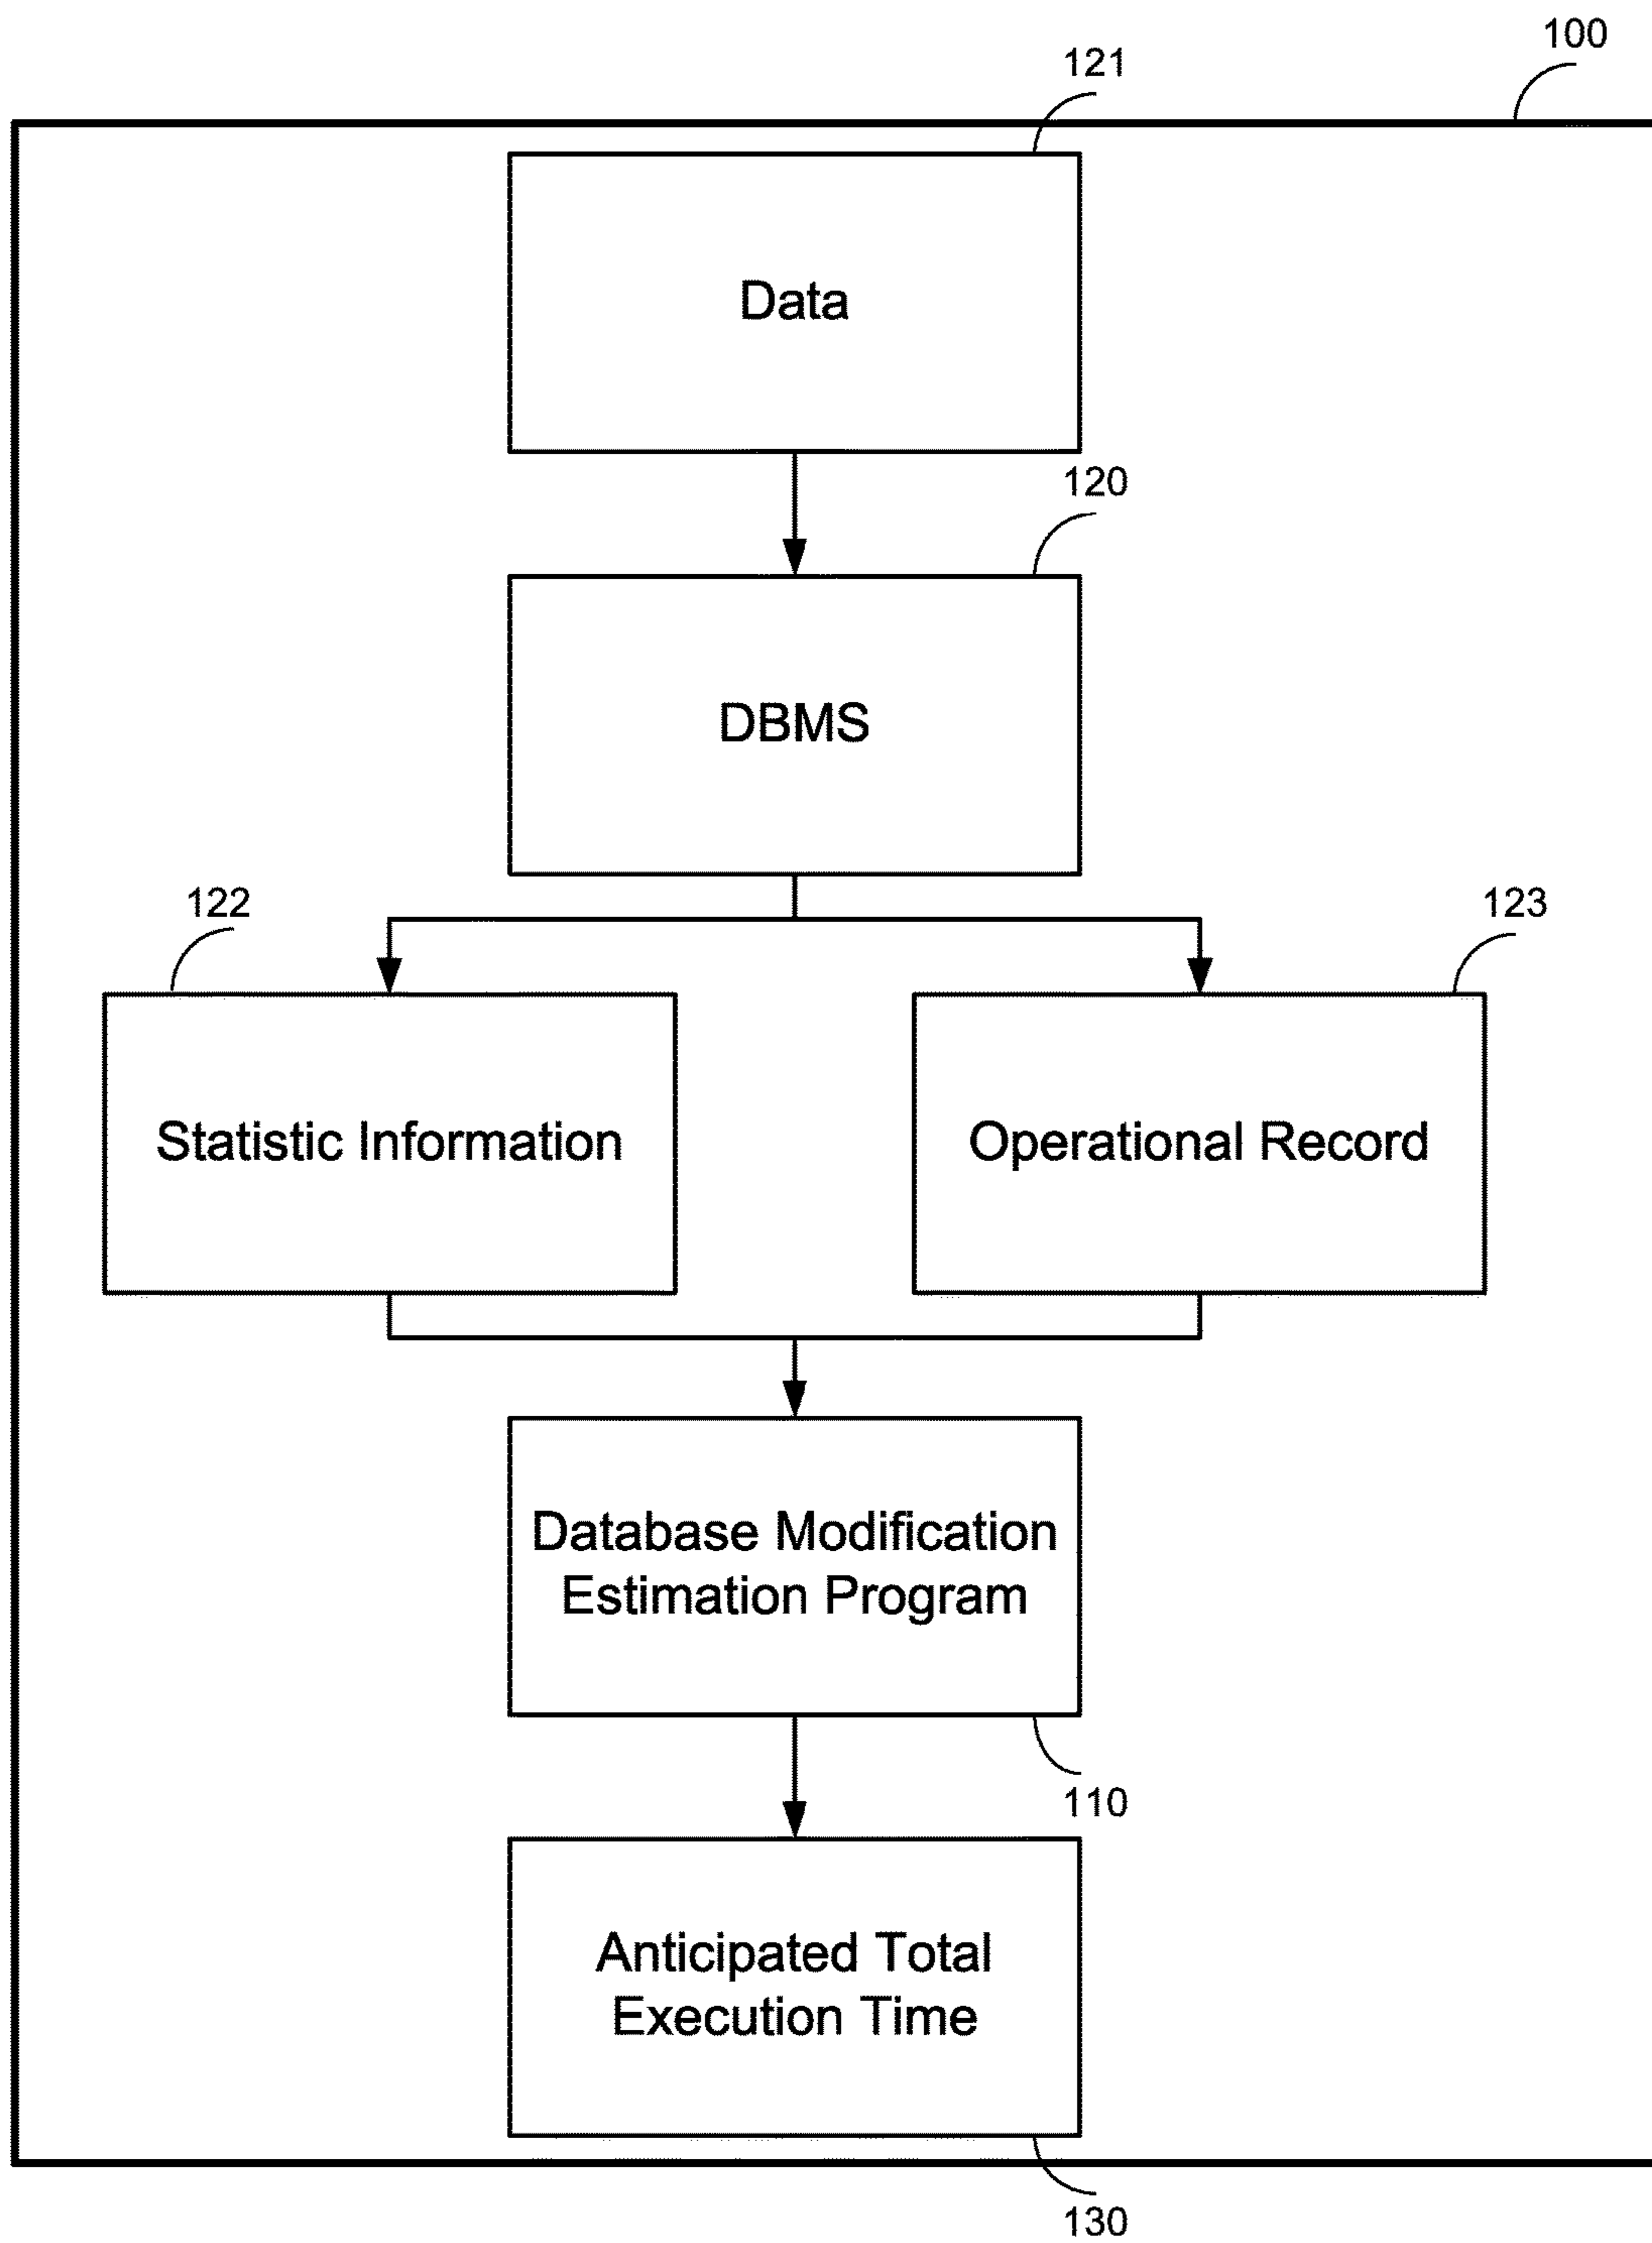 100
121
Data
120
DBMS
122
123
Statistic Information
Operational Record
Database Modification
Estimation Program
110
Anticipated Total
Execution Time
130